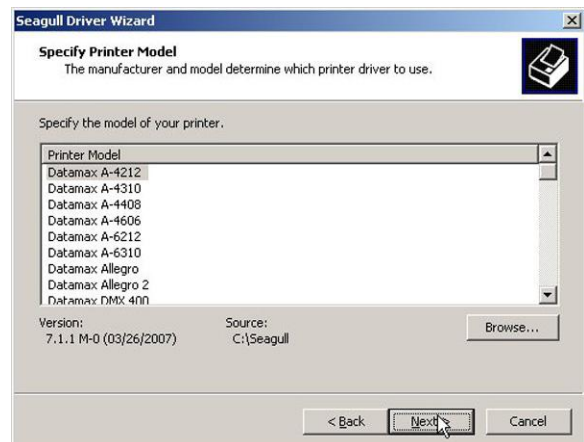 Seagull Driver Wizard
Specify Printer Model
The manufacturer and model determine which printer driver to use.
Specify the model of your printer.
Printer Model
Datamax A-4212
Datamax A-4310
Datamax A-4408
Datamax A-4606
Datamax A-6212
Datamax A-6310
Datamax Allegro
Datamax Allegro 2
Datamax DMX 400
Version: Source:
7.1.1 M-0 (03/26/2007) C:\Seagull
Browse...
< Back Next > Cancel